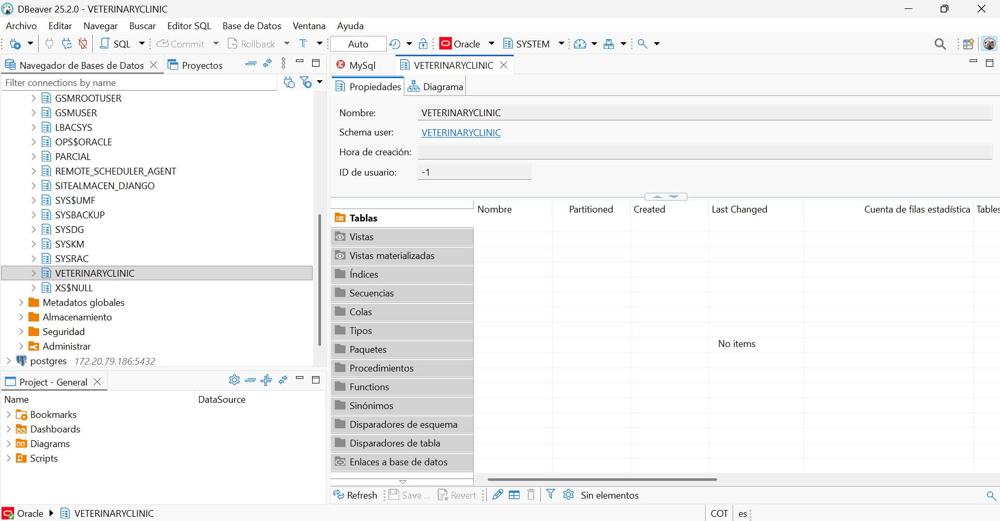 DBeaver 25.2.0 - VETERINARYCLINIC
Archivo Editar Navegar Buscar Editor SQL Base de Datos Ventana Ayuda
SQL Commit Rollback Auto Oracle SYSTEM
Navegador de Bases de Datos Proyectos
Filter connections by name
GSMROOTUSER
GSMUSER
LBACSYS
OPS$ORACLE
PARCIAL
REMOTE_SCHEDULER_AGENT
SITEALMACEN_DJANGO
SYS$UMF
SYSBACKUP
SYSDG
SYSKM
SYSRAC
VETERINARYCLINIC
XS$NULL
Metadatos globales
Almacenamiento
Seguridad
Administrar
postgres 172.20.79.186:5432
Project - General
Name DataSource
Bookmarks
Dashboards
Diagrams
Scripts
MySql VETERINARYCLINIC
Propiedades Diagrama
Nombre: VETERINARYCLINIC
Schema user: VETERINARYCLINIC
Hora de creación:
ID de usuario: -1
Tablas
Vistas
Vistas materializadas
Índices
Secuencias
Colas
Tipos
Paquetes
Procedimientos
Functions
Sinónimos
Disparadores de esquema
Disparadores de tabla
Enlaces a base de datos
Nombre Partitioned Created Last Changed Cuenta de filas estadística Tables
No items
Refresh Save ... Revert Sin elementos
Oracle VETERINARYCLINIC
COT es